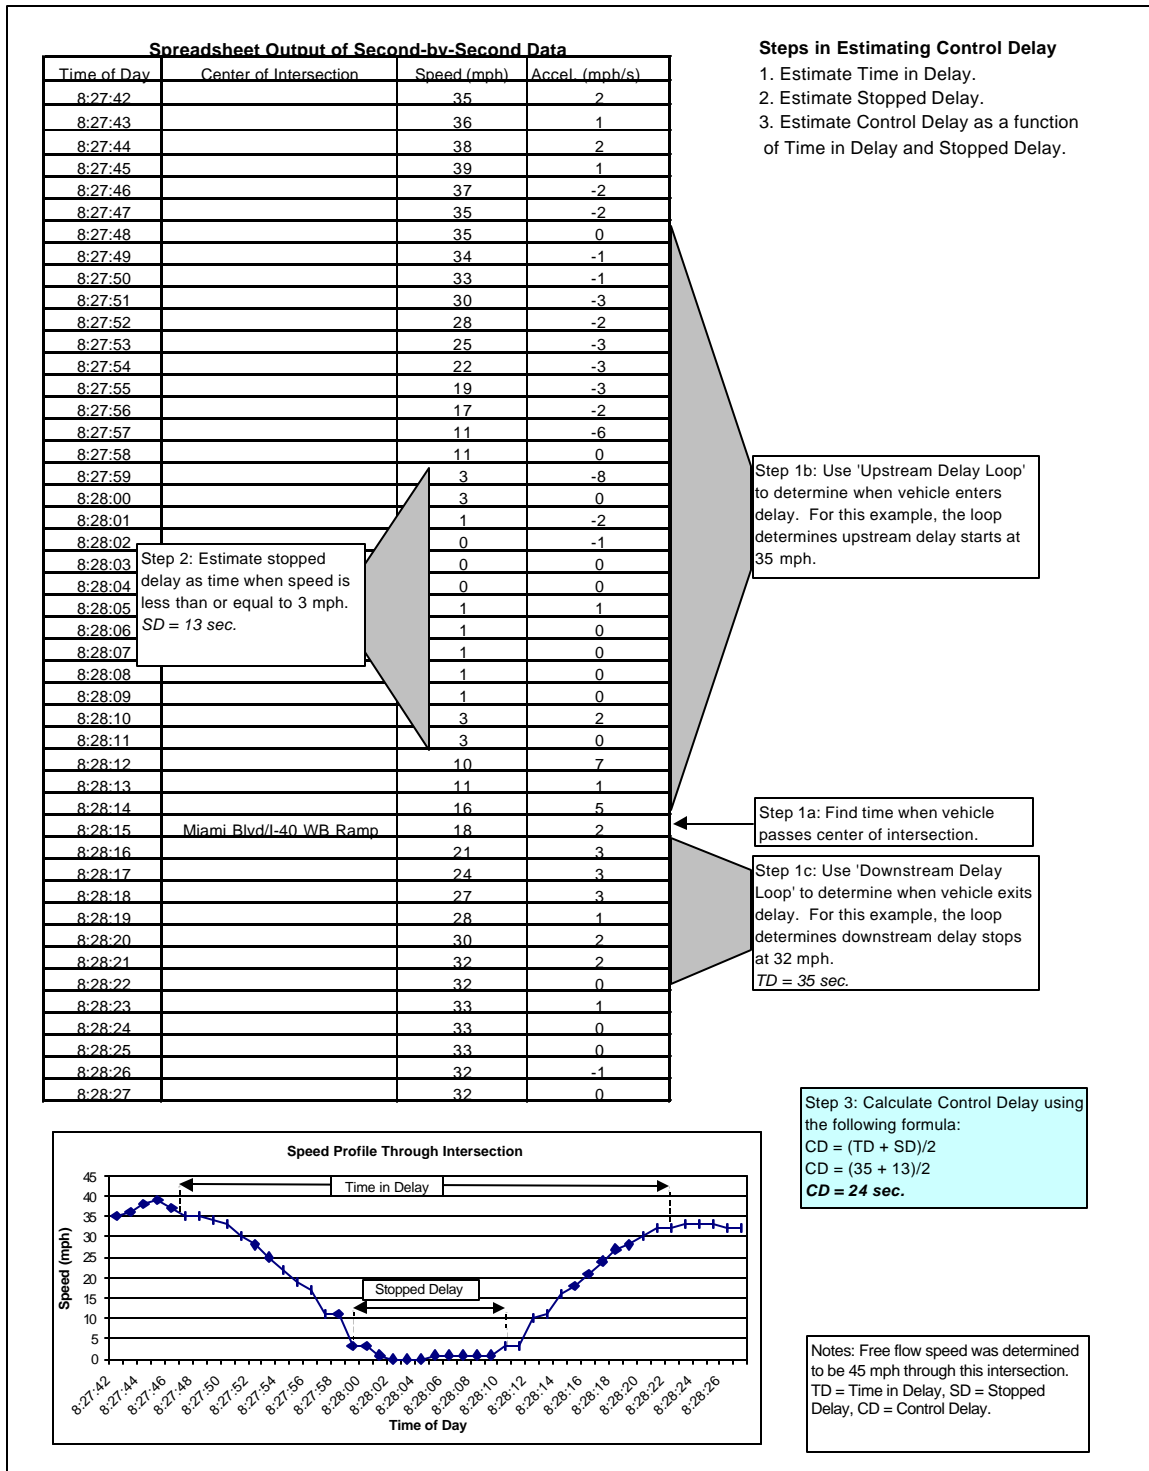 Spreadsheet Output of Second-by-Second Data
Time of Day Center of Intersection Speed (mph) Accel. (mph/s)
8:27:42 35 2
8:27:43 36 1
8:27:44 38 2
8:27:45 39 1
8:27:46 37 -2
8:27:47 35 -2
8:27:48 35 0
8:27:49 34 -1
8:27:50 33 -1
8:27:51 30 -3
8:27:52 28 -2
8:27:53 25 -3
8:27:54 22 -3
8:27:55 19 -3
8:27:56 17 -2
8:27:57 11 -6
8:27:58 11 0
8:27:59 3 -8
8:28:00 3 0
8:28:01 1 -2
8:28:02 0 -1
8:28:03 0 0
8:28:04 0 0
8:28:05 1 1
8:28:06 1 0
8:28:07 1 0
8:28:08 1 0
8:28:09 1 0
8:28:10 3 2
8:28:11 3 0
8:28:12 10 7
8:28:13 11 1
8:28:14 16 5
8:28:15 Miami Blvd/I-40 WB Ramp 18 2
8:28:16 21 3
8:28:17 24 3
8:28:18 27 3
8:28:19 28 1
8:28:20 30 2
8:28:21 32 2
8:28:22 32 0
8:28:23 33 1
8:28:24 33 0
8:28:25 33 0
8:28:26 32 -1
8:28:27 32 0
Step 2: Estimate stopped
delay as time when speed is
less than or equal to 3 mph.
SD = 13 sec.
Steps in Estimating Control Delay
1. Estimate Time in Delay.
2. Estimate Stopped Delay.
3. Estimate Control Delay as a function
of Time in Delay and Stopped Delay.
Step 1b: Use 'Upstream Delay Loop'
to determine when vehicle enters
delay. For this example, the loop
determines upstream delay starts at
35 mph.
Step 1a: Find time when vehicle
passes center of intersection.
Step 1c: Use 'Downstream Delay
Loop' to determine when vehicle exits
delay. For this example, the loop
determines downstream delay stops
at 32 mph.
TD = 35 sec.
Step 3: Calculate Control Delay using
the following formula:
CD = (TD + SD)/2
CD = (35 + 13)/2
CD = 24 sec.
Speed Profile Through Intersection
Speed (mph)
45
40
35
30
25
20
15
10
5
0
Time in Delay
Stopped Delay
8:27:42
8:27:44
8:27:46
8:27:48
8:27:50
8:27:52
8:27:54
8:27:56
8:27:58
8:28:00
8:28:02
8:28:04
8:28:06
8:28:08
8:28:10
8:28:12
8:28:14
8:28:16
8:28:18
8:28:20
8:28:22
8:28:24
8:28:26
Time of Day
Notes: Free flow speed was determined
to be 45 mph through this intersection.
TD = Time in Delay, SD = Stopped
Delay, CD = Control Delay.